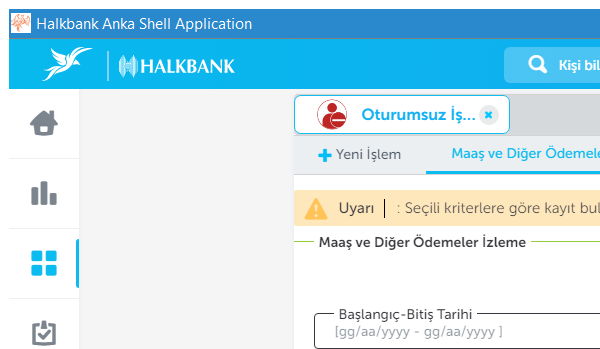 Halkbank Anka Shell Application
HALKBANK
Kişi bil
Oturumsuz İş...
Yeni İşlem
Maaş ve Diğer Ödemele
Uyarı | : Seçili kriterlere göre kayıt bul
Maaş ve Diğer Ödemeler İzleme
Başlangıç-Bitiş Tarihi
[gg/aa/yyyy - gg/aa/yyyy ]